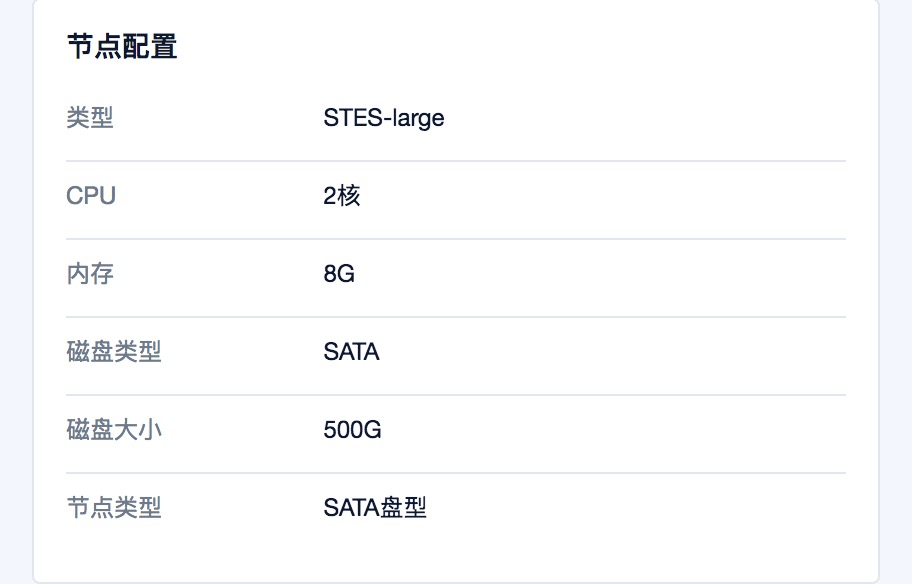 节点配置
类型 STES-large
CPU 2核
内存 8G
磁盘类型 SATA
磁盘大小 500G
节点类型 SATA盘型